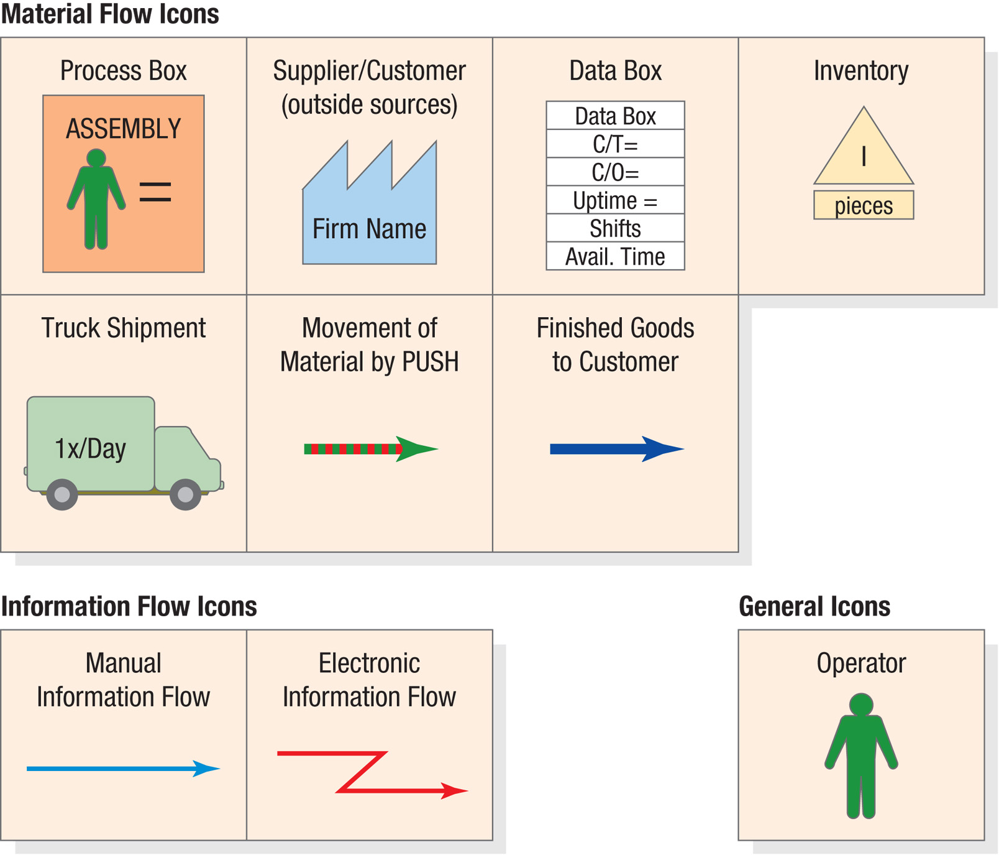 Material Flow Icons
Process Box
ASSEMBLY
=
Supplier/Customer
(outside sources)
Firm Name
Data Box
Data Box
C/T=
C/O=
Uptime =
Shifts
Avail. Time
Inventory
I
pieces
Truck Shipment
1x/Day
Movement of
Material by PUSH
Finished Goods
to Customer
Information Flow Icons
Manual
Information Flow
Electronic
Information Flow
General Icons
Operator